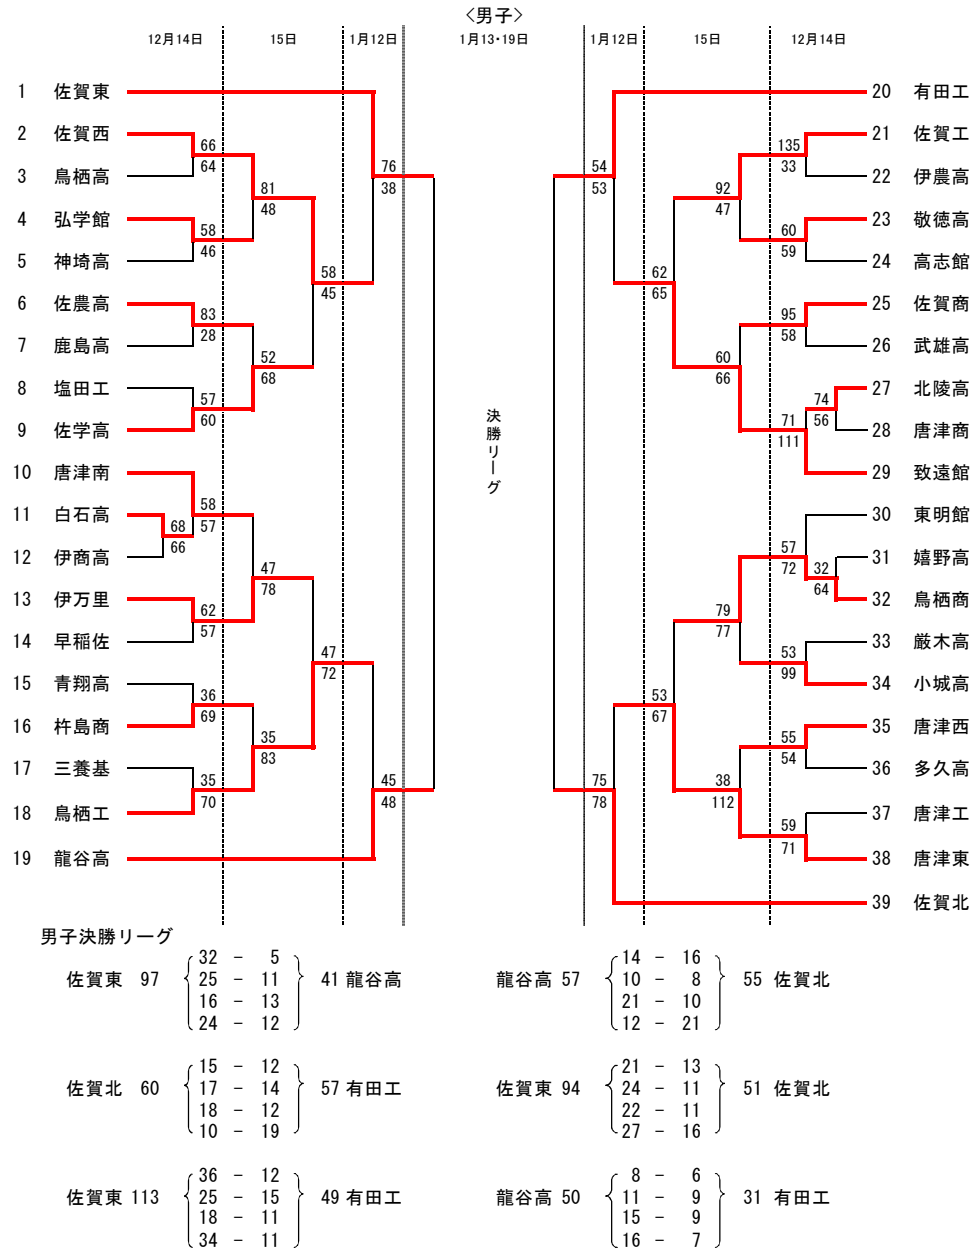 〈男子〉
12月14日 15日 1月12日 1月13・19日 1月12日 15日 12月14日
1 佐賀東 20 有田工
2 佐賀西 21 佐賀工
66 135
64 33
3 鳥栖高 22 伊農高
76 54
38 53
81 92
48 47
4 弘学館 23 敬徳高
58 60
46 59
5 神埼高 24 高志館
58 62
45 65
6 佐農高 25 佐賀商
83 95
28 58
7 鹿島高 26 武雄高
52 60
68 66
8 塩田工 27 北陵高
57 74
60 56
9 佐学高 28 唐津商
71
111
決勝リーグ
10 唐津南 29 致遠館
58
57
11 白石高 30 東明館
68
66
12 伊商高 31 嬉野高
57 32
72 64
47
78
13 伊万里 32 鳥栖商
62 79
57 77
14 早稲佐 33 厳木高
47 53
72 99
15 青翔高 34 小城高
36 53
69 67
16 杵島商 35 唐津西
35 55
83 54
17 三養基 36 多久高
35 45 75 38
70 48 78 112
18 鳥栖工 37 唐津工
59
71
19 龍谷高 38 唐津東
39 佐賀北
男子決勝リーグ
佐賀東 97 41 龍谷高
32 - 5
25 - 11
16 - 13
24 - 12
龍谷高 57 55 佐賀北
14 - 16
10 - 8
21 - 10
12 - 21
佐賀北 60 57 有田工
15 - 12
17 - 14
18 - 12
10 - 19
佐賀東 94 51 佐賀北
21 - 13
24 - 11
22 - 11
27 - 16
佐賀東 113 49 有田工
36 - 12
25 - 15
18 - 11
34 - 11
龍谷高 50 31 有田工
8 - 6
11 - 9
15 - 9
16 - 7